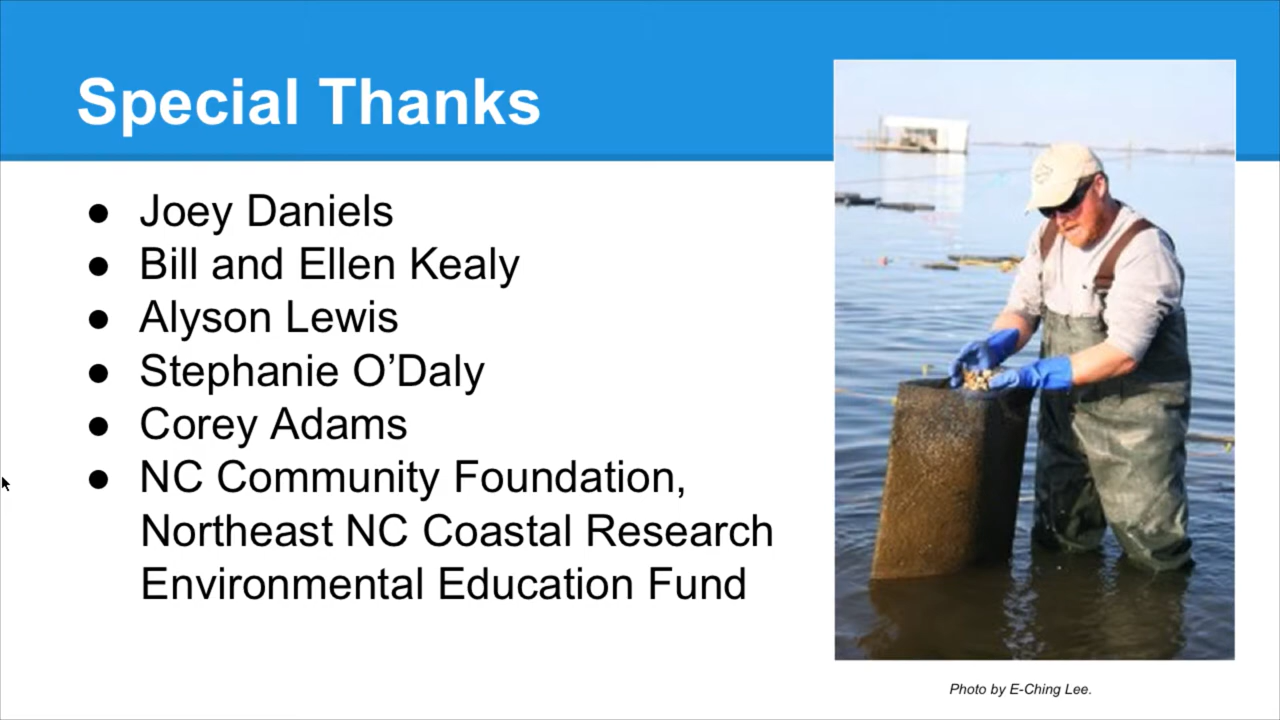 Special Thanks
● Joey Daniels
● Bill and Ellen Kealy
● Alyson Lewis
● Stephanie O’Daly
● Corey Adams
● NC Community Foundation,
Northeast NC Coastal Research
Environmental Education Fund
Photo by E-Ching Lee.